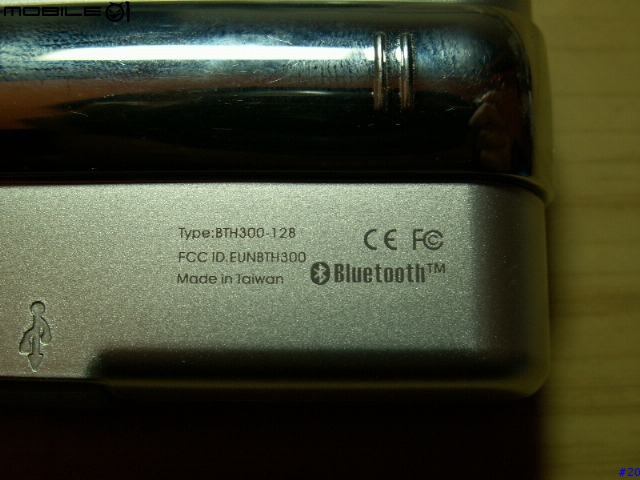 MOBILE01
Type:BTH300-128
FCC ID.EUNBTH300
Made in Taiwan
CE FC
Bluetooth™
#20